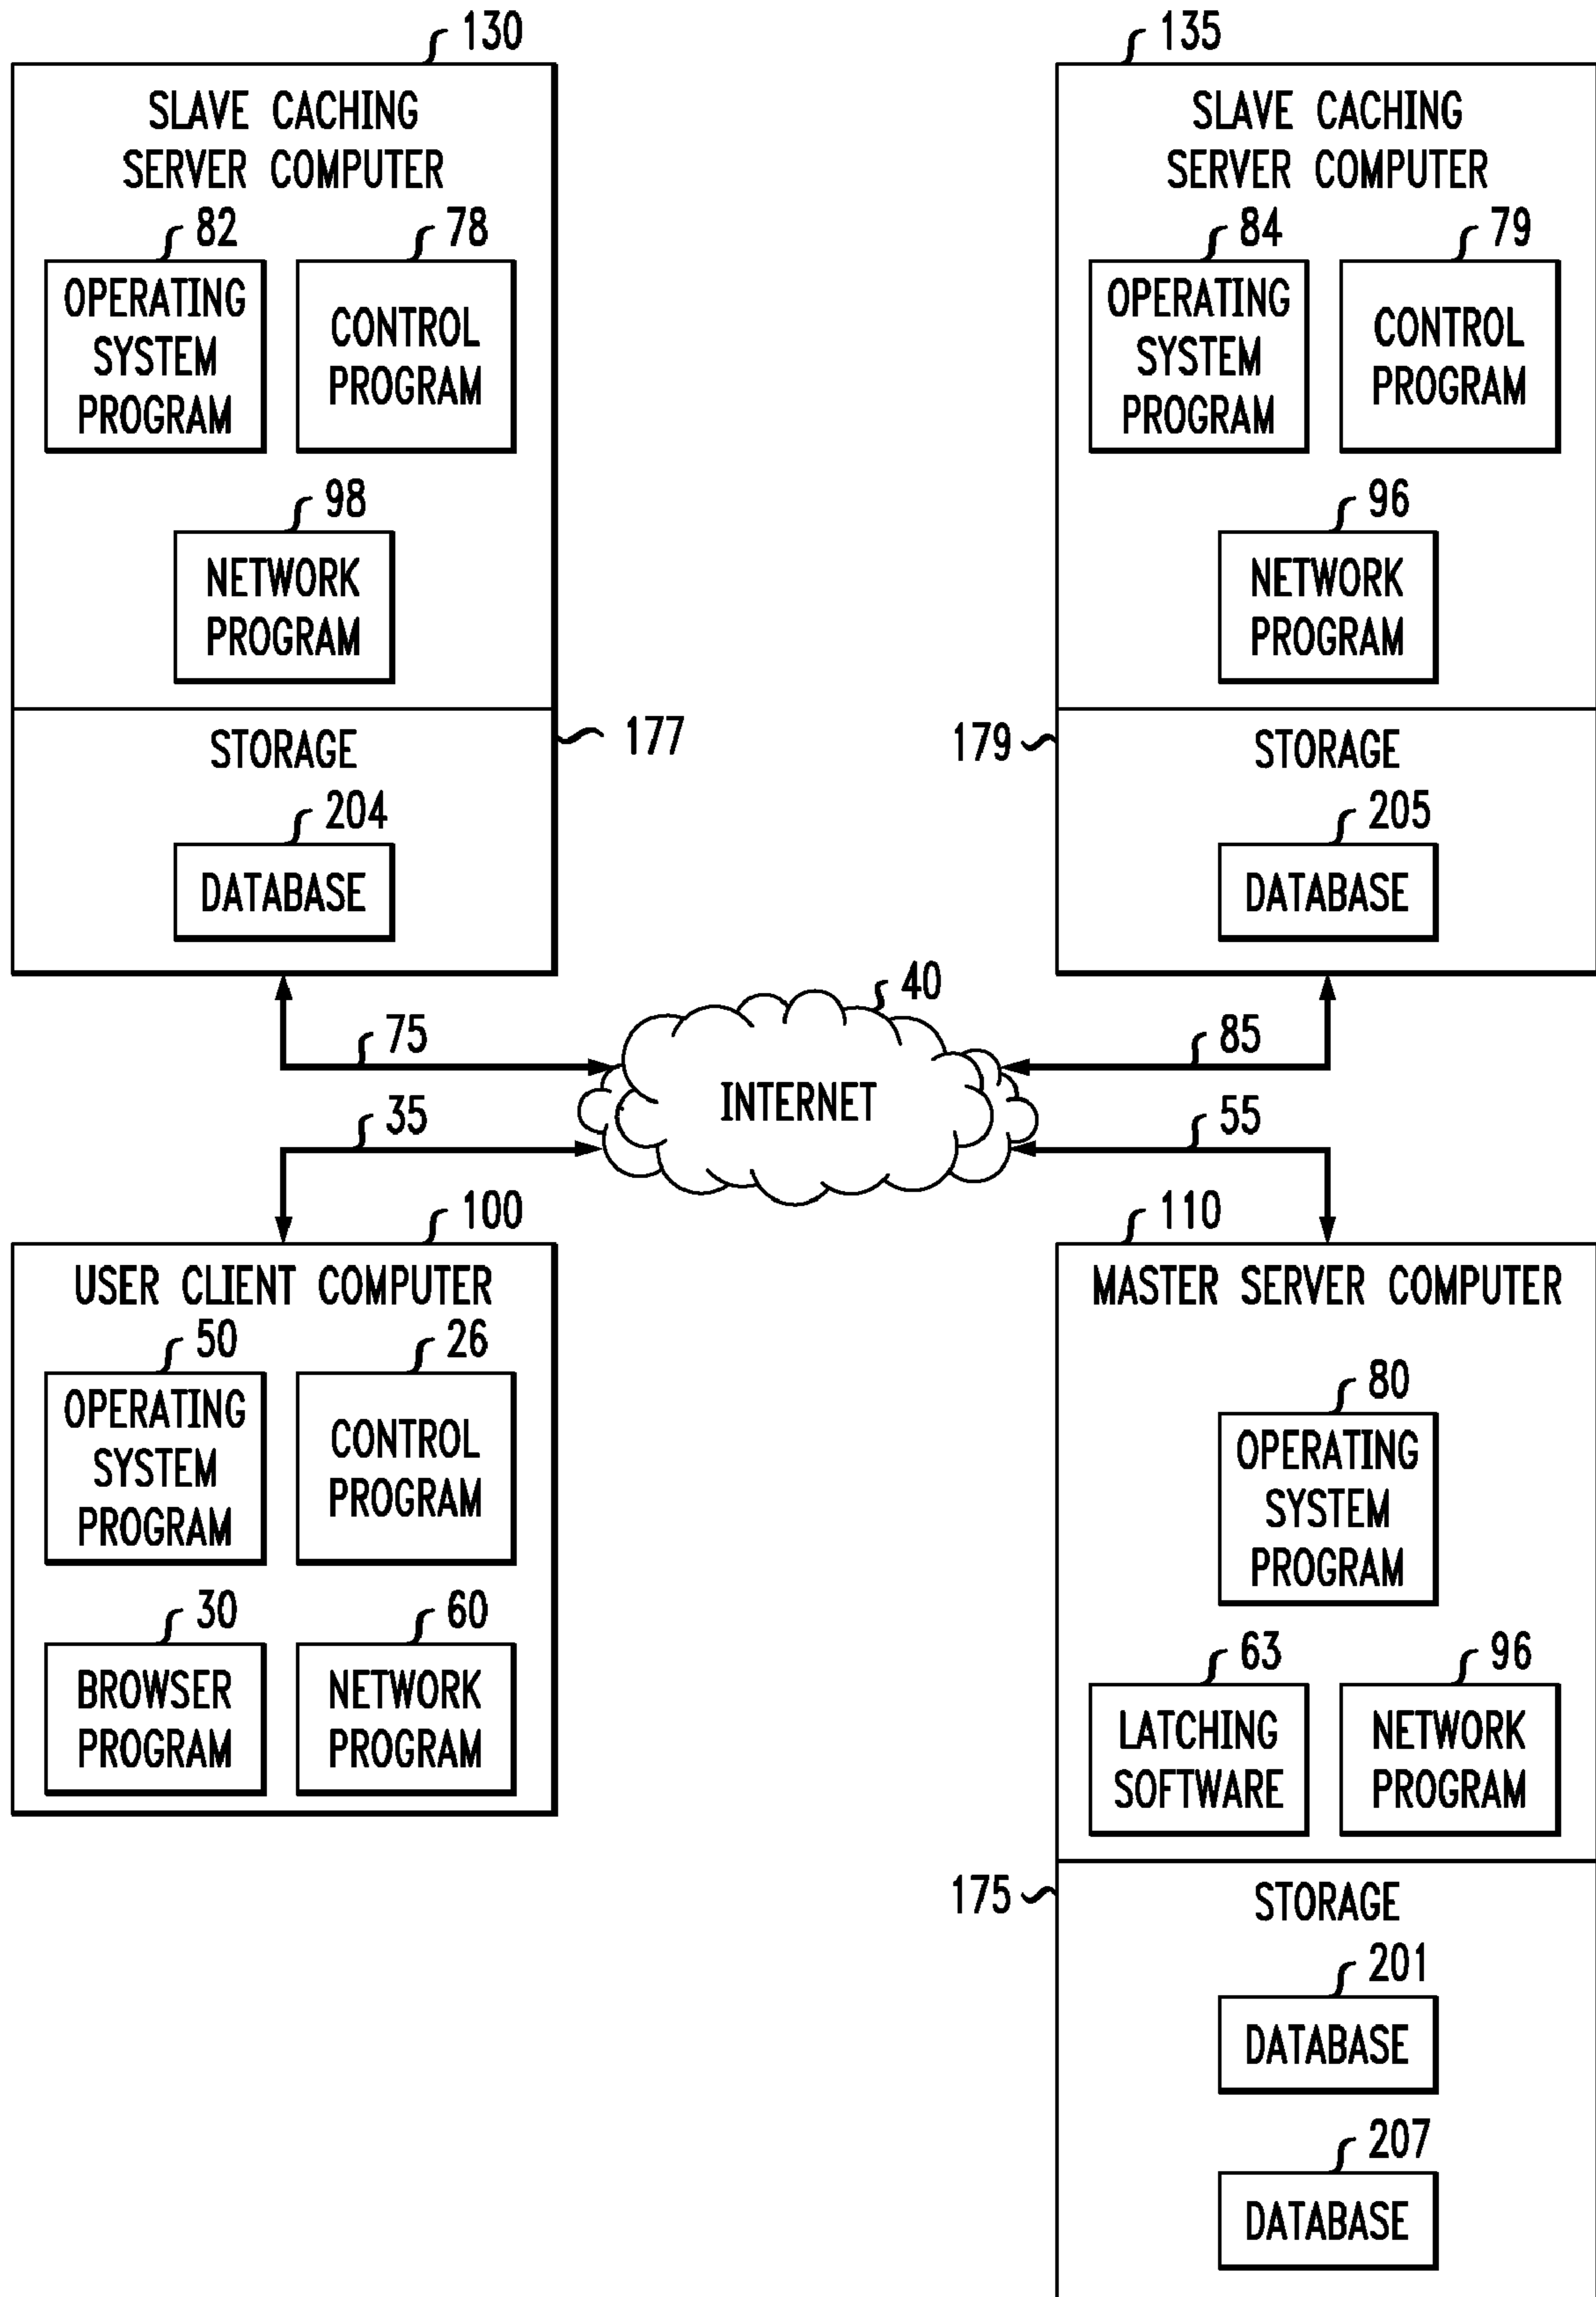 130
SLAVE CACHING
SERVER COMPUTER
82
OPERATING
SYSTEM
PROGRAM
78
CONTROL
PROGRAM
98
NETWORK
PROGRAM
177
STORAGE
204
DATABASE
135
SLAVE CACHING
SERVER COMPUTER
84
OPERATING
SYSTEM
PROGRAM
79
CONTROL
PROGRAM
96
NETWORK
PROGRAM
179
STORAGE
205
DATABASE
40
INTERNET
75
85
35
55
100
USER CLIENT COMPUTER
50
OPERATING
SYSTEM
PROGRAM
26
CONTROL
PROGRAM
30
BROWSER
PROGRAM
60
NETWORK
PROGRAM
110
MASTER SERVER COMPUTER
80
OPERATING
SYSTEM
PROGRAM
63
LATCHING
SOFTWARE
96
NETWORK
PROGRAM
175
STORAGE
201
DATABASE
207
DATABASE